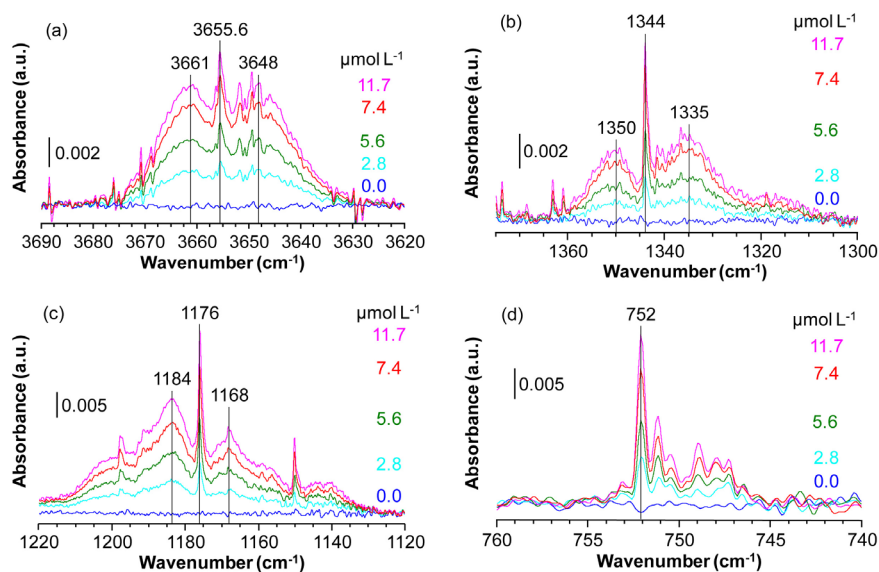 (a)
3655.6
3661
3648
µmol L-1
11.7
7.4
5.6
2.8
0.0
0.002
Absorbance (a.u.)
3690 3680 3670 3660 3650 3640 3630 3620
Wavenumber (cm-1)
(b)
1344
1350
1335
µmol L-1
11.7
7.4
5.6
2.8
0.0
0.002
Absorbance (a.u.)
1360 1340 1320 1300
Wavenumber (cm-1)
(c)
1176
1184
1168
µmol L-1
11.7
7.4
5.6
2.8
0.0
0.005
Absorbance (a.u.)
1220 1200 1180 1160 1140 1120
Wavenumber (cm-1)
(d)
752
µmol L-1
11.7
7.4
5.6
2.8
0.0
0.005
Absorbance (a.u.)
760 755 750 745 740
Wavenumber (cm-1)